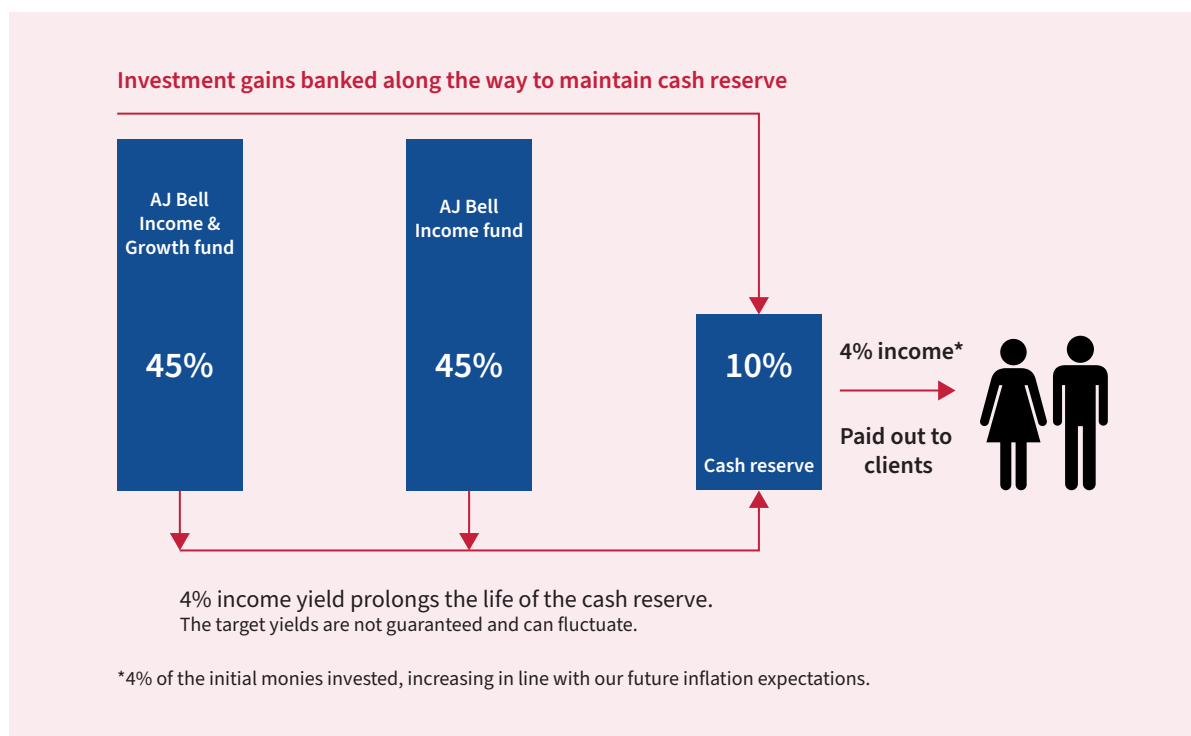 Investment gains banked along the way to maintain cash reserve
AJ Bell
Income &
Growth fund
45%
AJ Bell
Income fund
45%
10%
Cash reserve
4% income*
Paid out to
clients
4% income yield prolongs the life of the cash reserve.
The target yields are not guaranteed and can fluctuate.
*4% of the initial monies invested, increasing in line with our future inflation expectations.